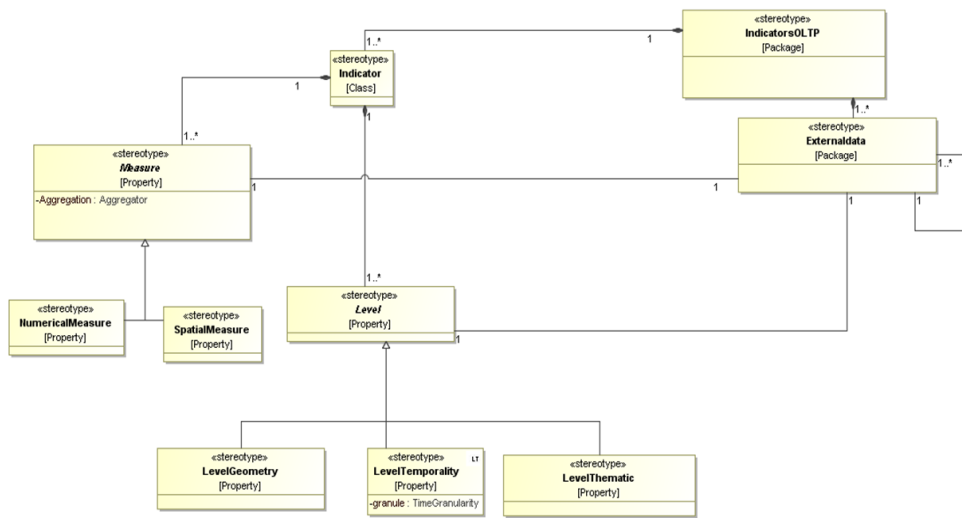 «stereotype»
IndicatorsOLTP
[Package]
1..*
1
«stereotype»
Indicator
[Class]
1
1
1..*
«stereotype»
Externaldata
[Package]
1..*
«stereotype»
Measure
[Property]
-Aggregation : Aggregator
1..*
1
1
1
1
1..*
«stereotype»
Level
[Property]
1
«stereotype»
NumericalMeasure
[Property]
«stereotype»
SpatialMeasure
[Property]
«stereotype»
LevelGeometry
[Property]
«stereotype» LT
LevelTemporality
[Property]
-granule : TimeGranularity
«stereotype»
LevelThematic
[Property]